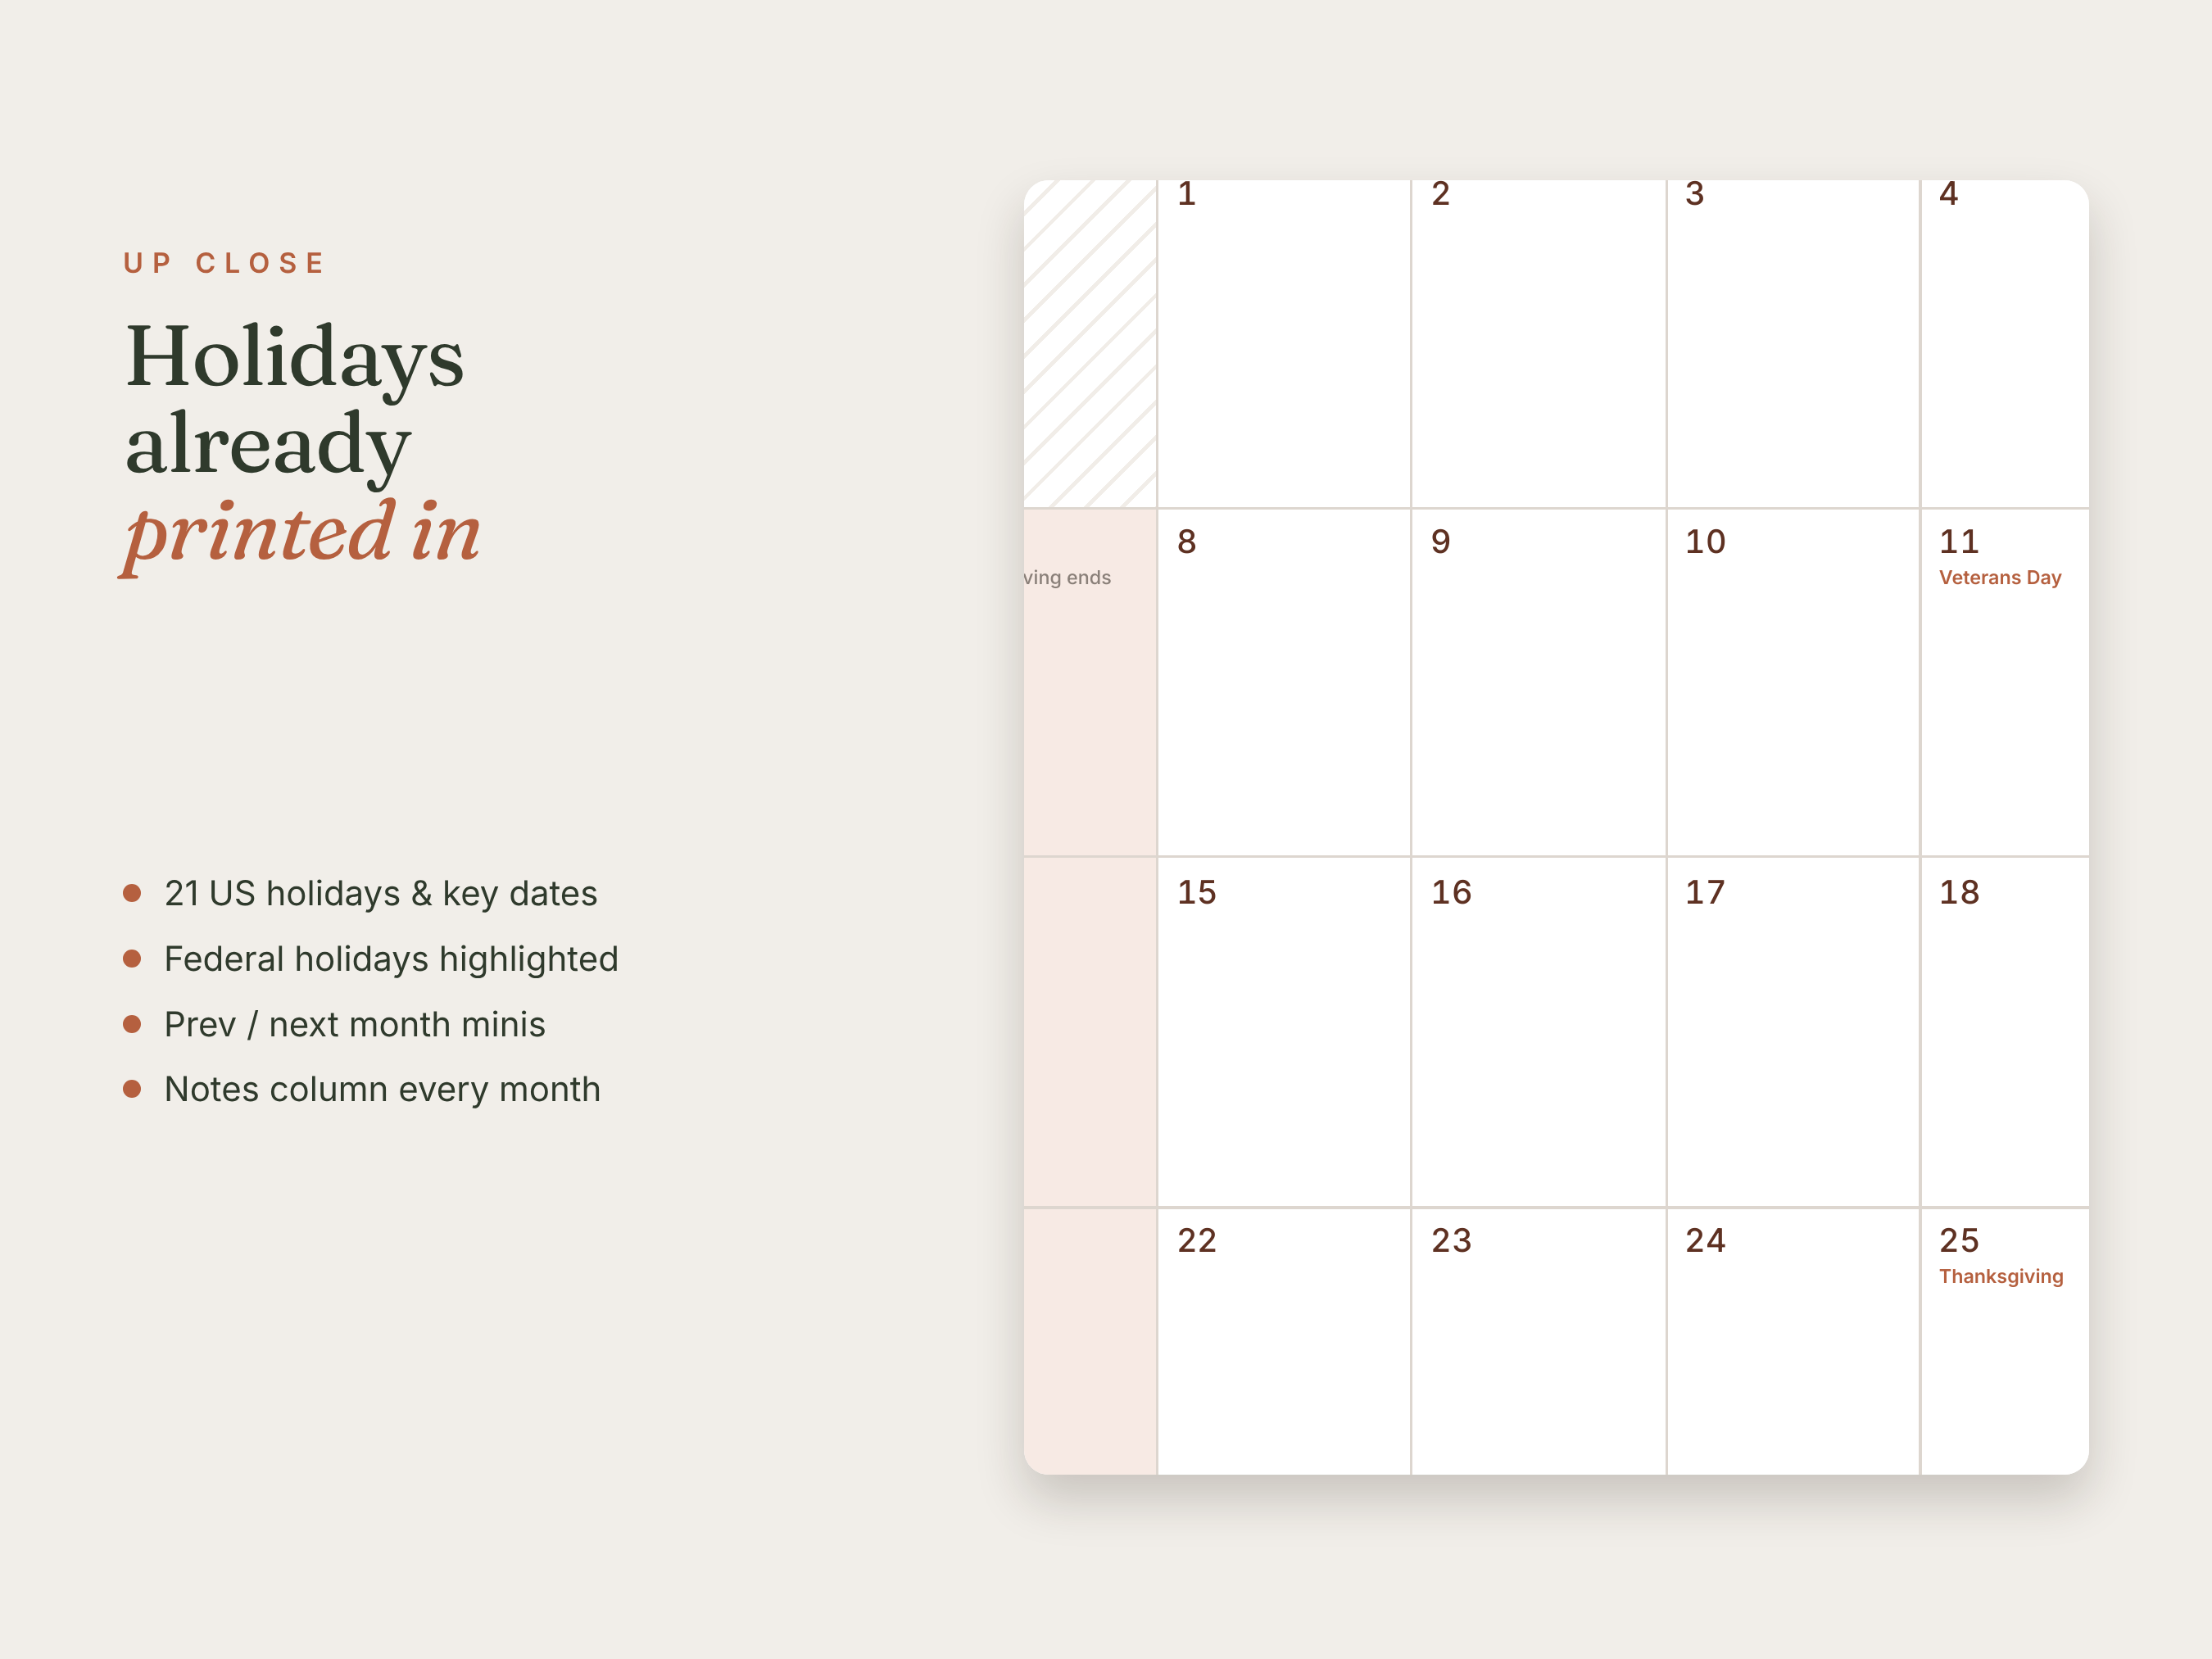 UP CLOSE
Holidays
already
printed in
21 US holidays & key dates
Federal holidays highlighted
Prev / next month minis
Notes column every month
1 2 3 4
8 9 10 11
ving ends Veterans Day
15 16 17 18
22 23 24 25
Thanksgiving